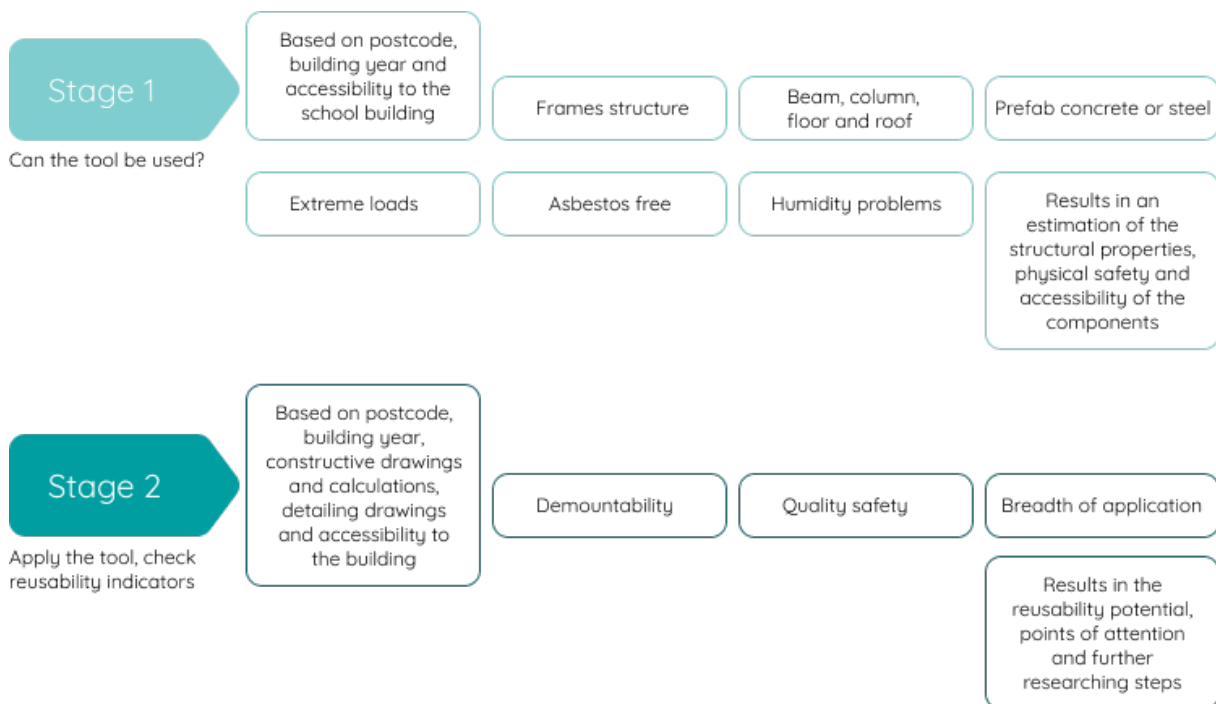 Stage 1
Can the tool be used?
Based on postcode,
building year and
accessibility to the
school building
Frames structure
Beam, column,
floor and roof
Prefab concrete or steel
Extreme loads
Asbestos free
Humidity problems
Results in an
estimation of the
structural properties,
physical safety and
accessibility of the
components
Stage 2
Apply the tool, check
reusability indicators
Based on postcode,
building year,
constructive drawings
and calculations,
detailing drawings
and accessibility to
the building
Demountability
Quality safety
Breadth of application
Results in the
reusability potential,
points of attention
and further
researching steps